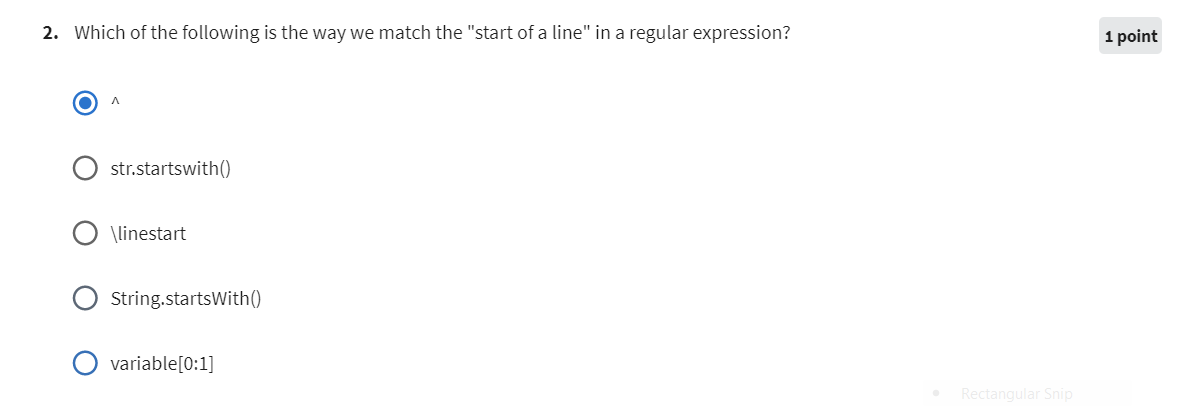 2. Which of the following is the way we match the "start of a line" in a regular expression?
1 point
^
str.startswith()
\linestart
String.startsWith()
variable[0:1]
Rectangular Snip